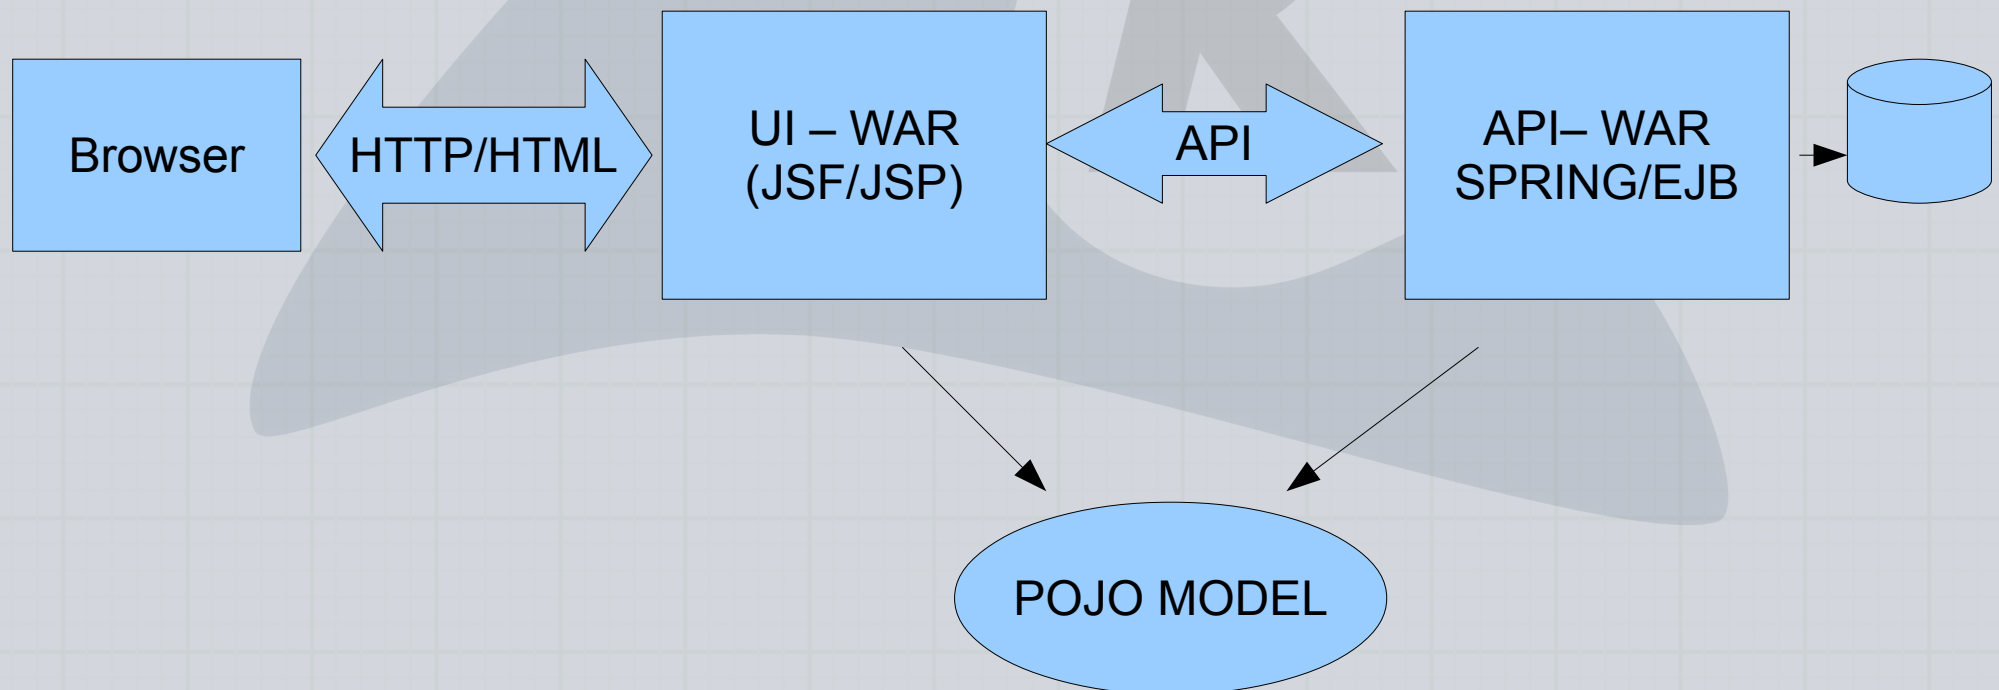 Browser
HTTP/HTML
UI – WAR
(JSF/JSP)
API
API– WAR
SPRING/EJB
POJO MODEL